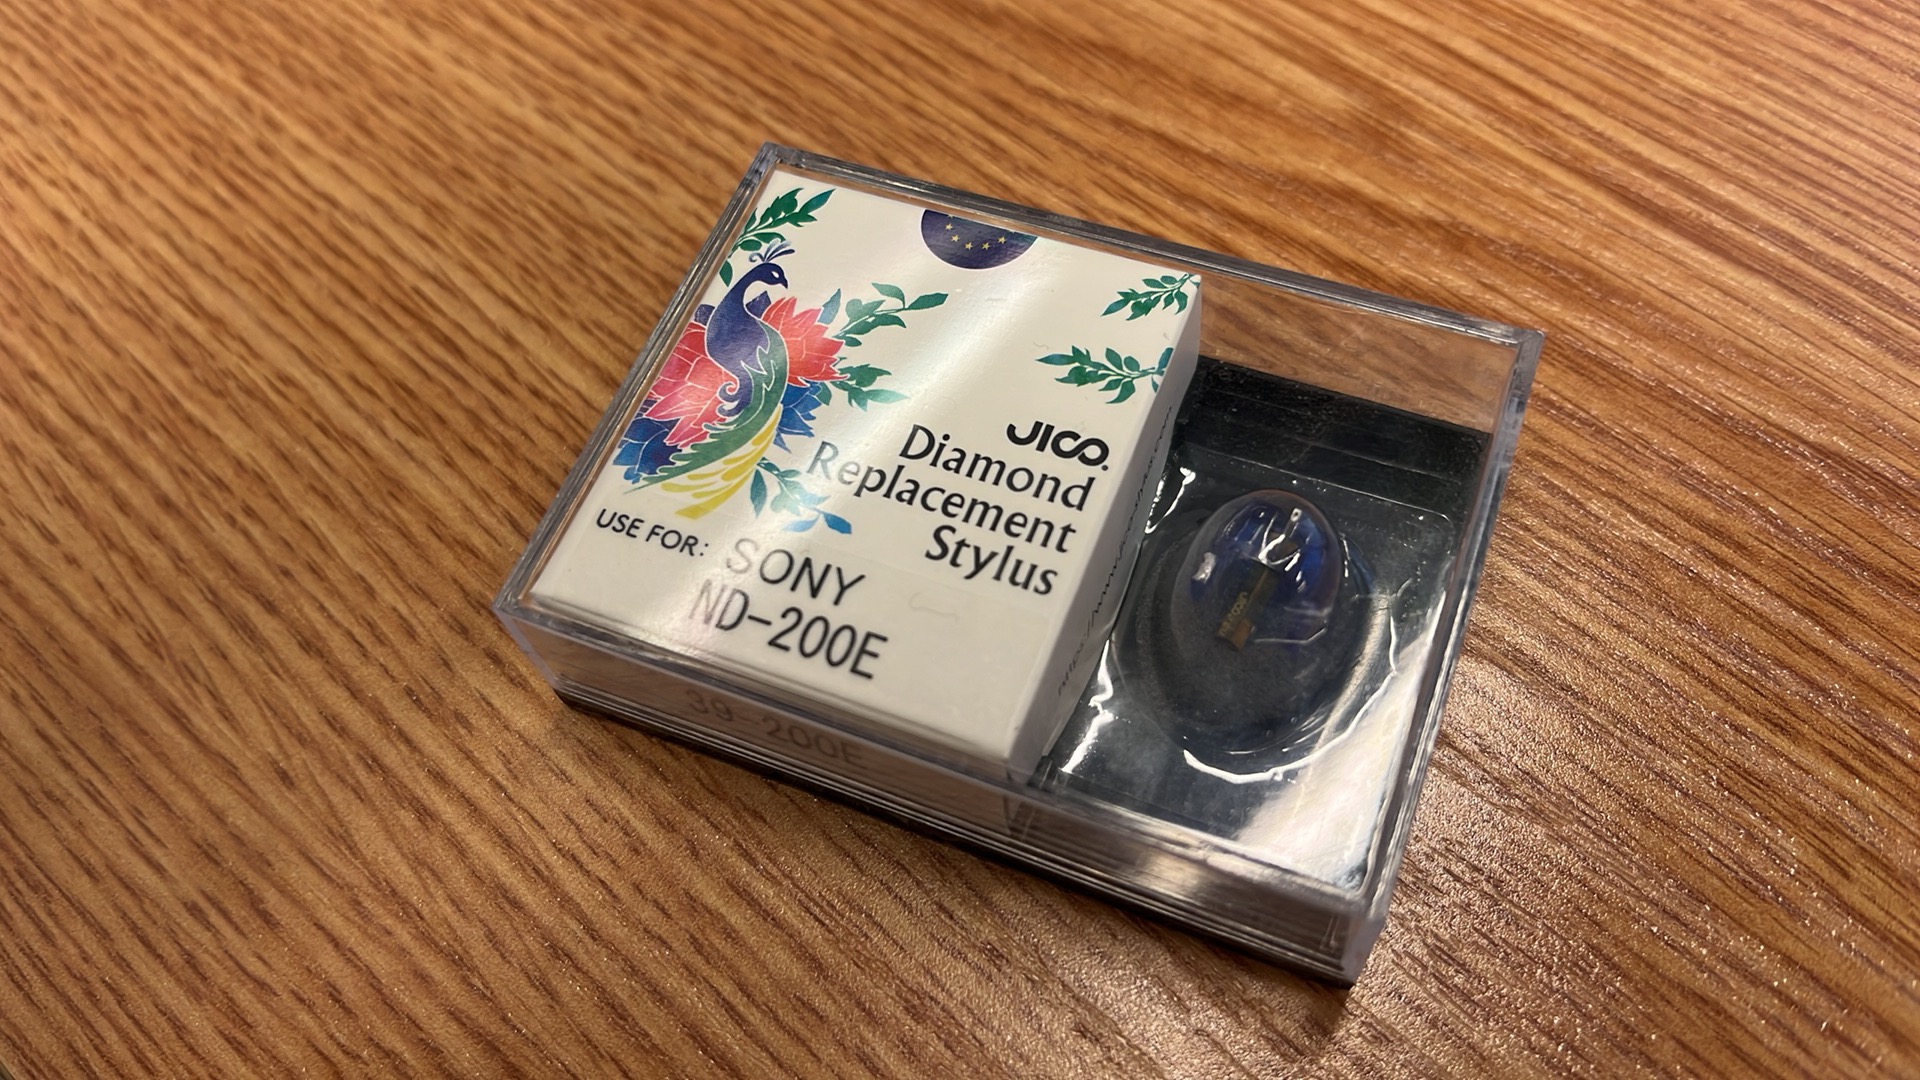 JICO
Diamond
Replacement
Stylus
USE FOR: SONY
ND-200E
39-200E